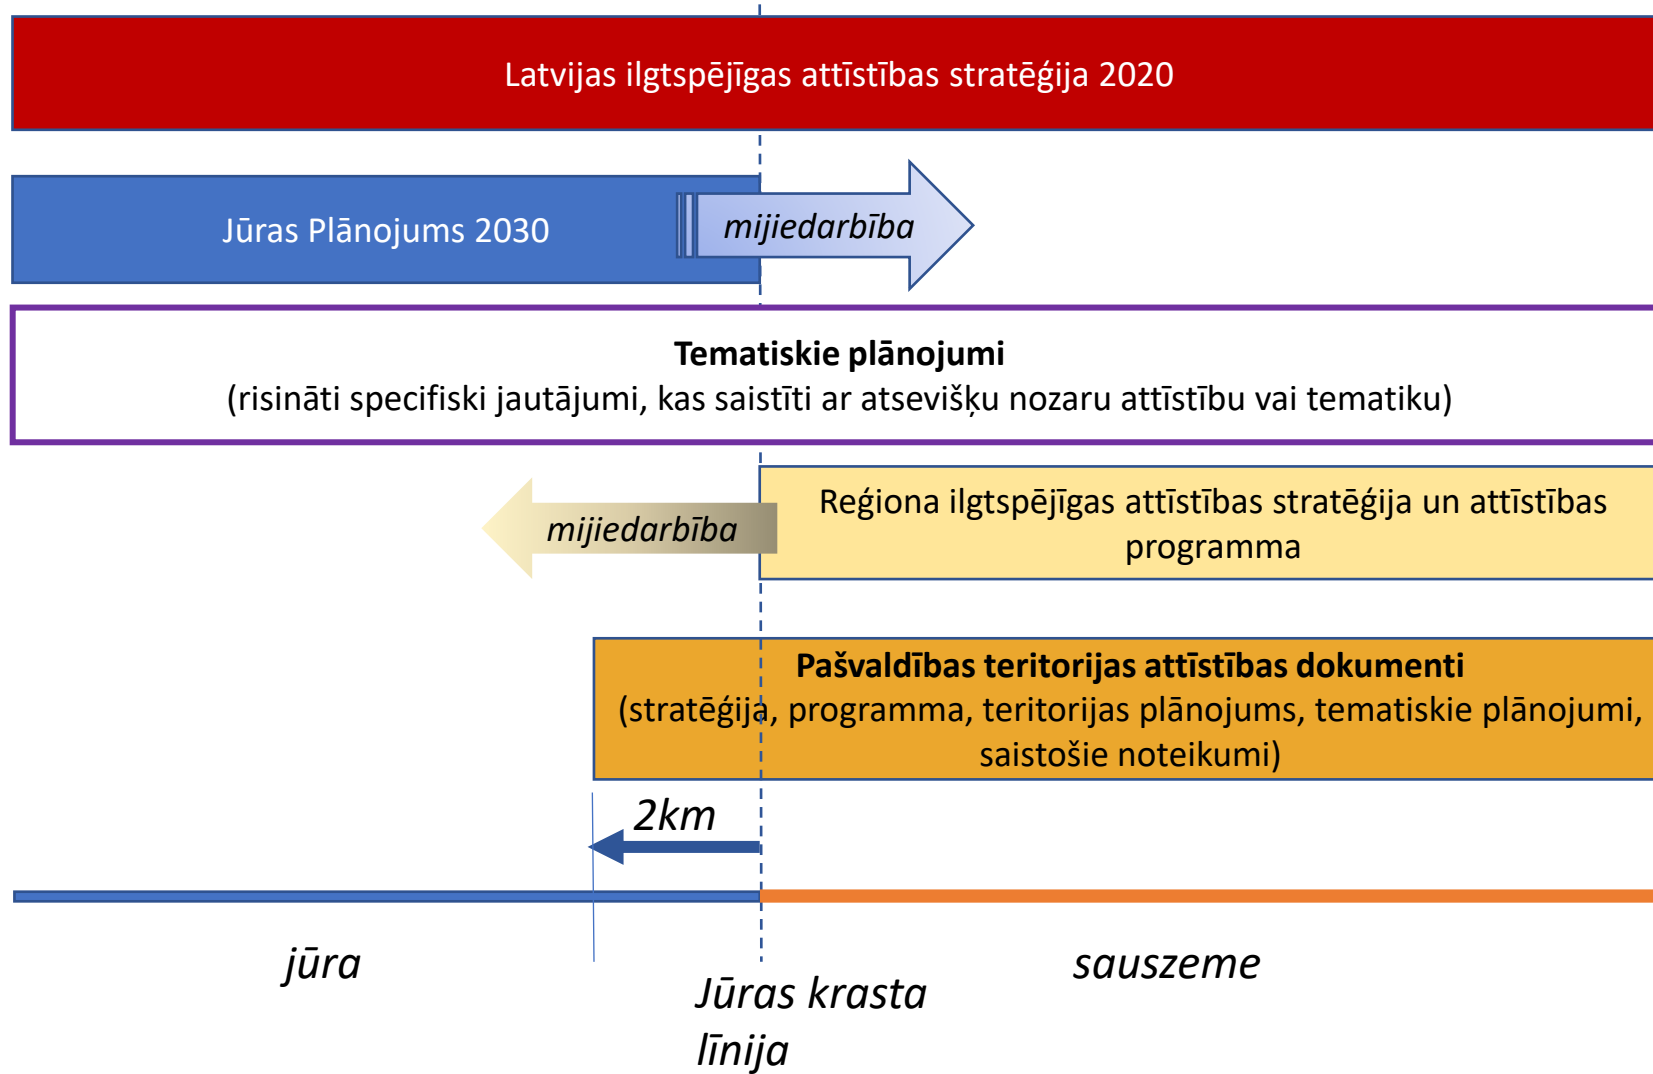 Latvijas ilgtspējīgas attīstības stratēģija 2020
Jūras Plānojums 2030
mijiedarbība
Tematiskie plānojumi
(risināti specifiski jautājumi, kas saistīti ar atsevišķu nozaru attīstību vai tematiku)
mijiedarbība
Reģiona ilgtspējīgas attīstības stratēģija un attīstības
programma
Pašvaldības teritorijas attīstības dokumenti
(stratēģija, programma, teritorijas plānojums, tematiskie plānojumi,
saistošie noteikumi)
2km
jūra
sauszeme
Jūras krasta
līnija